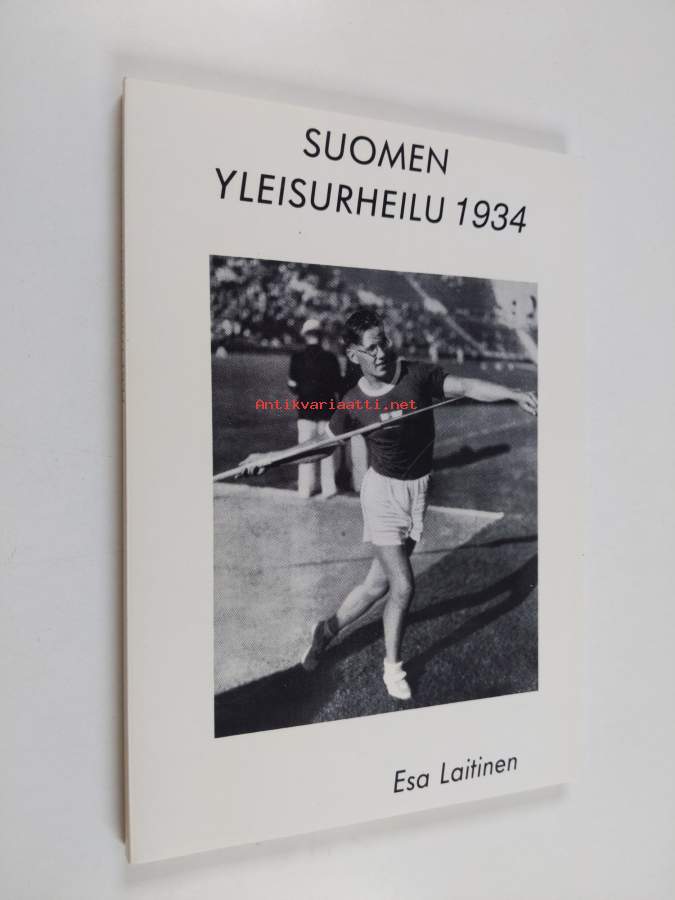 SUOMEN
YLEISURHEILU 1934
Antikvariaatti.net
Esa Laitinen